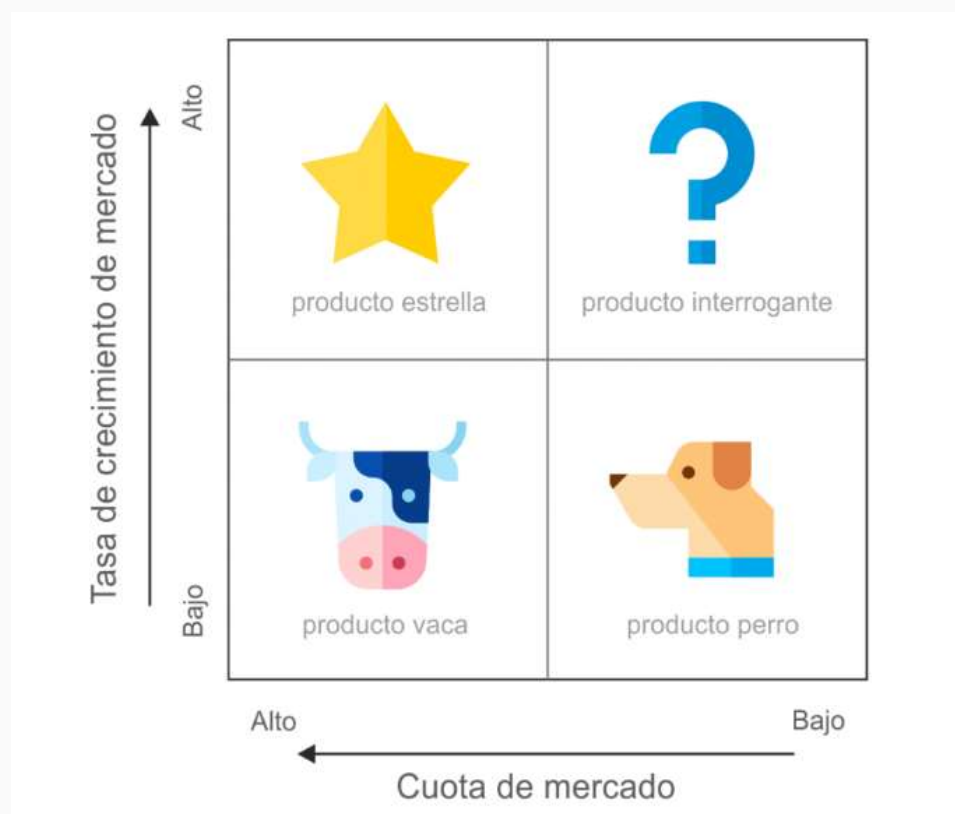 Tasa de crecimiento de mercado
Alto
producto estrella
producto interrogante
Bajo
producto vaca
producto perro
Alto
Bajo
Cuota de mercado